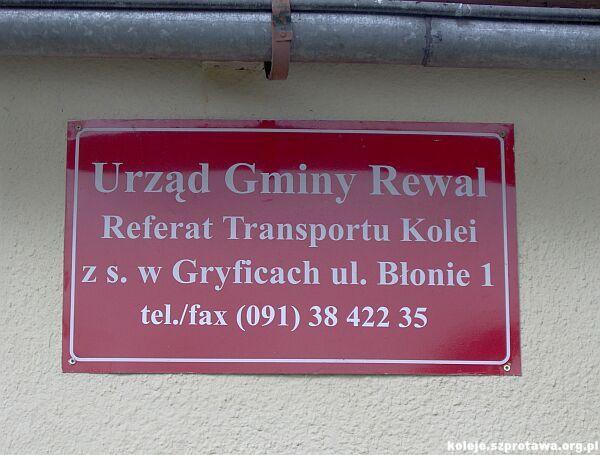 Urząd Gminy Rewal
Referat Transportu Kolei
z s. w Gryficach ul. Błonie 1
tel./fax (091) 38 422 35
koleje.szprotawa.org.pl